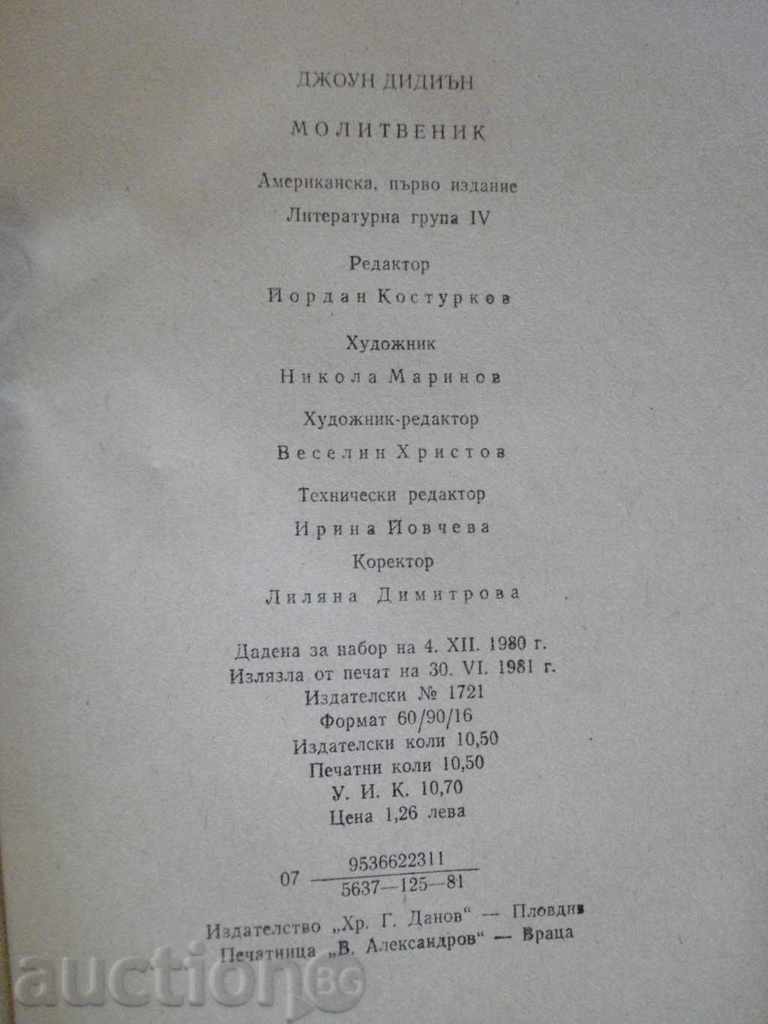 ДЖОУН ДИДИЪН
МОЛИТВЕНИК
Американска, първо издание
Литературна група IV
Редактор
Йордан Костурков
Художник
Никола Маринов
Художник-редактор
Веселин Христов
Технически редактор
Ирина Йовчева
Коректор
Лиляна Димитрова
Дадена за набор на 4. XII. 1980 г.
Излязла от печат на 30. VI. 1981 г.
Издателски № 1721
Формат 60/90/16
Издателски коли 10,50
Печатни коли 10,50
У. И. К. 10,70
Цена 1,26 лева
07 9536622311
5637—125—81
Издателство „Хр. Г. Данов“ — Пловдив
Печатница „В. Александров“ — Враца
auction BG